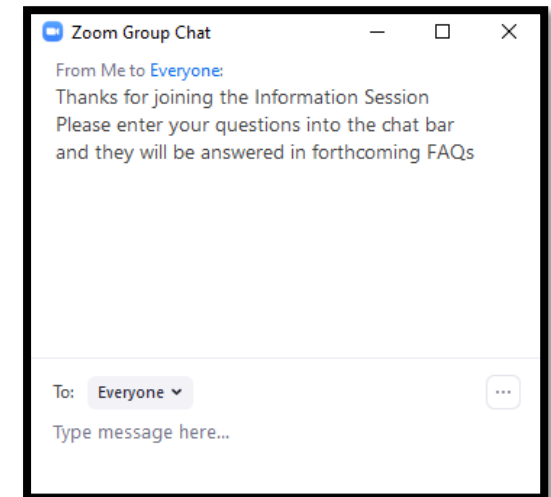 Zoom Group Chat
From Me to Everyone:
Thanks for joining the Information Session
Please enter your questions into the chat bar
and they will be answered in forthcoming FAQs
To: Everyone
Type message here...